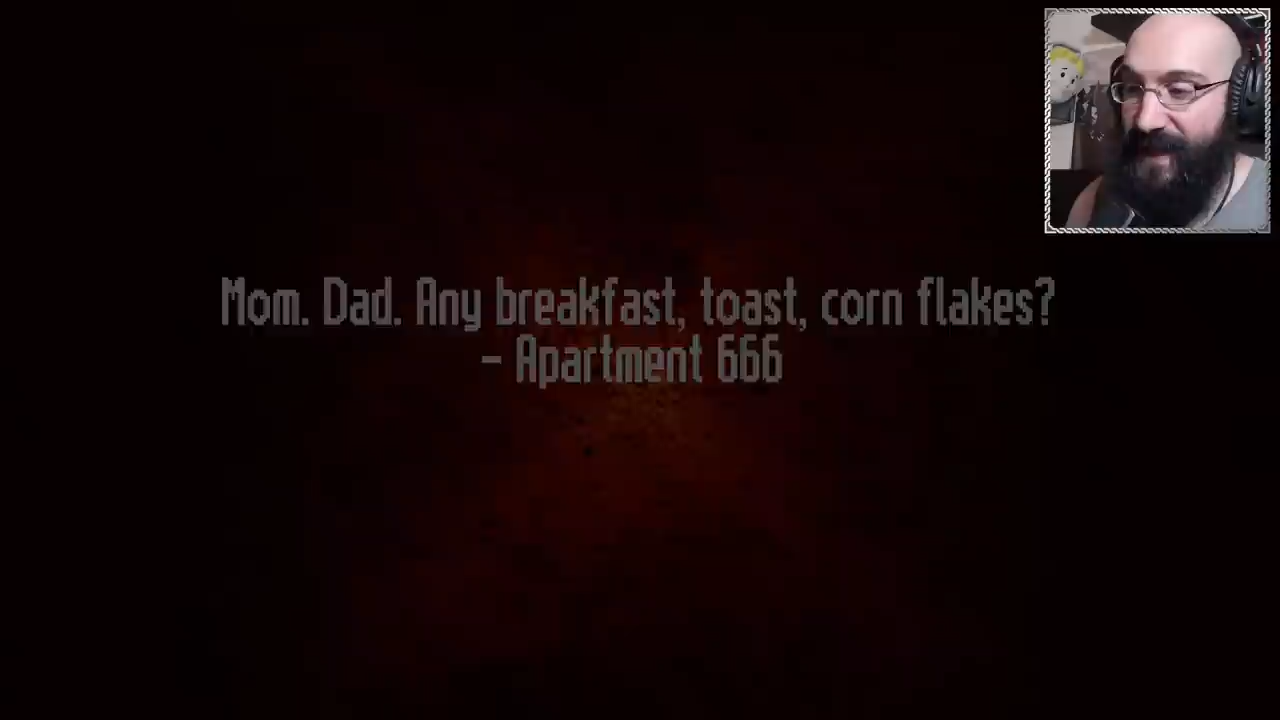 Mom. Dad. Any breakfast, toast, corn flakes?
- Apartment 666